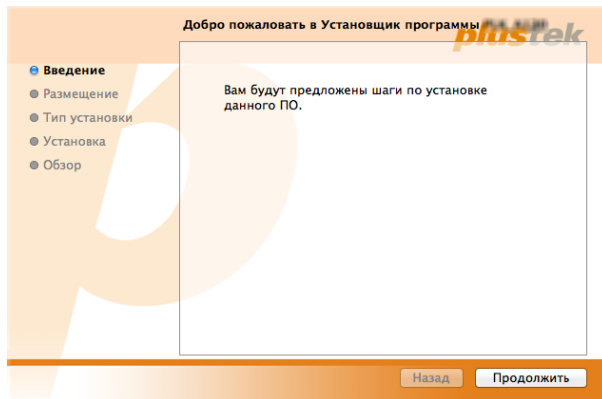 Добро пожаловать в Установщик программы
plustek
Введение
Размещение
Тип установки
Установка
Обзор
Вам будут предложены шаги по установке
данного ПО.
Назад
Продолжить